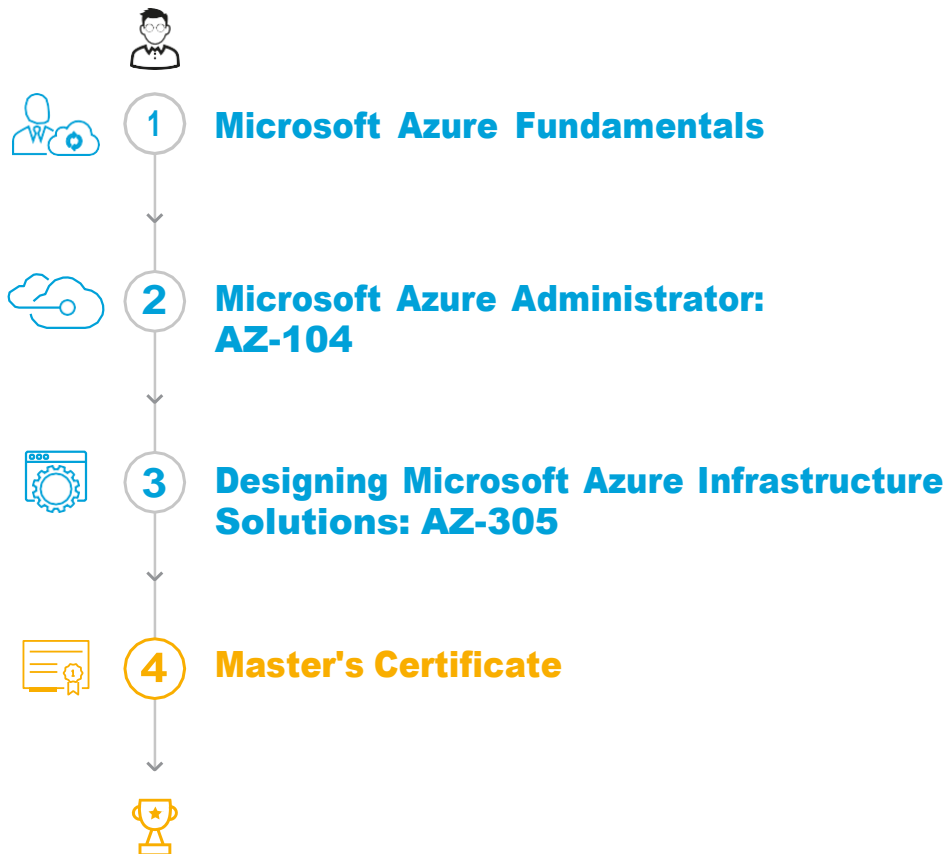 1 Microsoft Azure Fundamentals
2 Microsoft Azure Administrator:
AZ-104
3 Designing Microsoft Azure Infrastructure
Solutions: AZ-305
1
4 Master's Certificate